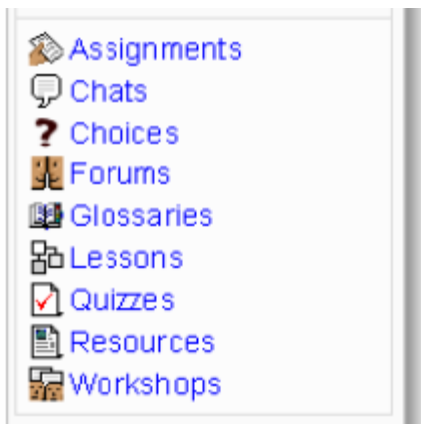 Assignments
Chats
Choices
Forums
Glossaries
Lessons
Quizzes
Resources
Workshops